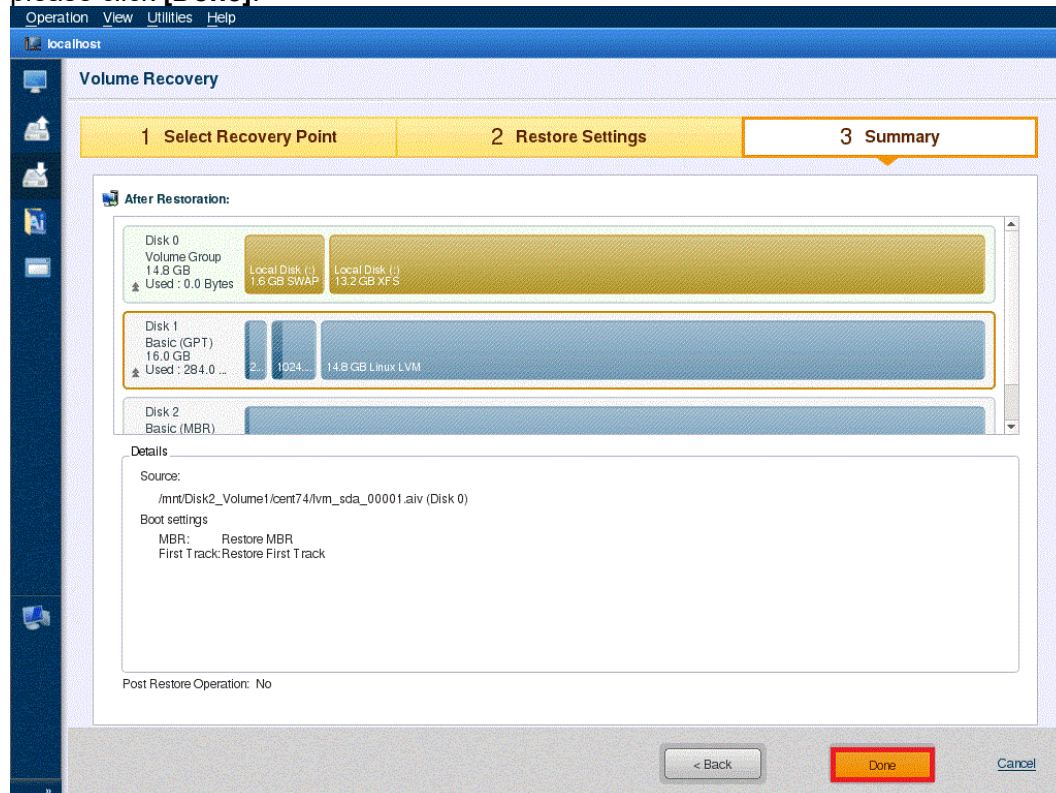 please click [Done].
Operation View Utilities Help
localhost
Volume Recovery
1 Select Recovery Point
2 Restore Settings
3 Summary
After Restoration:
Disk 0
Volume Group
14.8 GB
Used : 0.0 Bytes
Local Disk (:)
1.6 GB SWAP
Local Disk (:)
13.2 GB XFS
Disk 1
Basic (GPT)
16.0 GB
Used : 284.0 ...
2...
1024...
14.8 GB Linux LVM
Disk 2
Basic (MBR)
Details
Source:
/mnt/Disk2_Volume1/cent74/lvm_sda_00001.aiv (Disk 0)
Boot settings
MBR: Restore MBR
First Track:Restore First Track
Post Restore Operation: No
< Back
Done
Cancel
»